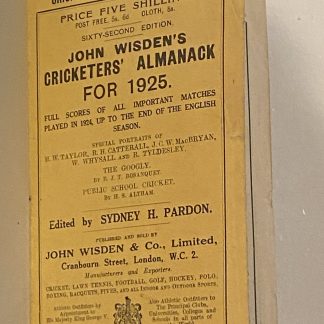 PRICE FIVE SHILLIN
POST FREE, 5s. 6d CLOTH, 8s.
SIXTY-SECOND EDITION.
JOHN WISDEN'S
CRICKETERS' ALMANACK
FOR 1925.
FULL SCORES OF ALL IMPORTANT MATCHES
PLAYED IN 1924, UP TO THE END OF THE ENGLISH
SEASON.
SPECIAL PORTRAITS OF
H. W. TAYLOR, R. H. CATTERALL, J. C. W. MACBRYAN,
W. WHYSALL AND R. TYLDESLEY.
THE GOOGLY.
BY B. J. T. BOSANQUET.
PUBLIC SCHOOL CRICKET.
BY H. S. ALTHAM.
Edited by SYDNEY H. PARDON.
PUBLISHED AND SOLD BY
JOHN WISDEN & Co., Limited,
Cranbourn Street, London, W.C. 2.
Manufacturers and Exporters.
CRICKET, LAWN TENNIS, FOOTBALL, GOLF, HOCKEY, POLO,
BOXING, RACQUETS, FIVES, AND ALL INDOOR AND OUTDOOR SPORTS.
Athletic Outfitters by
Appointment to
His Majesty King George V.
Also Athletic Outfitters to
the Principal Clubs,
Universities, Colleges and
Schools in all parts of